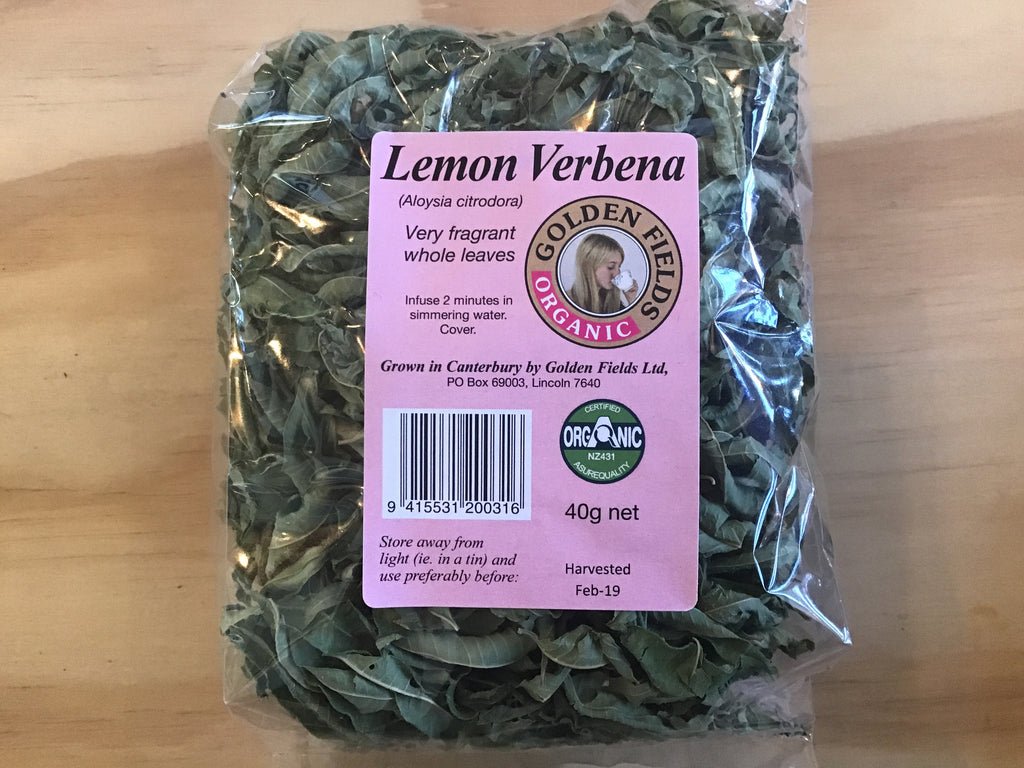 Lemon Verbena
(Aloysia citrodora)
Very fragrant
whole leaves
GOLDEN FIELDS
ORGANIC
Infuse 2 minutes in
simmering water.
Cover.
Grown in Canterbury by Golden Fields Ltd,
PO Box 69003, Lincoln 7640
CERTIFIED
ORGANIC
NZ431
ASUREQUALITY
9 415531 200316
40g net
Store away from
light (ie. in a tin) and
use preferably before:
Harvested
Feb-19